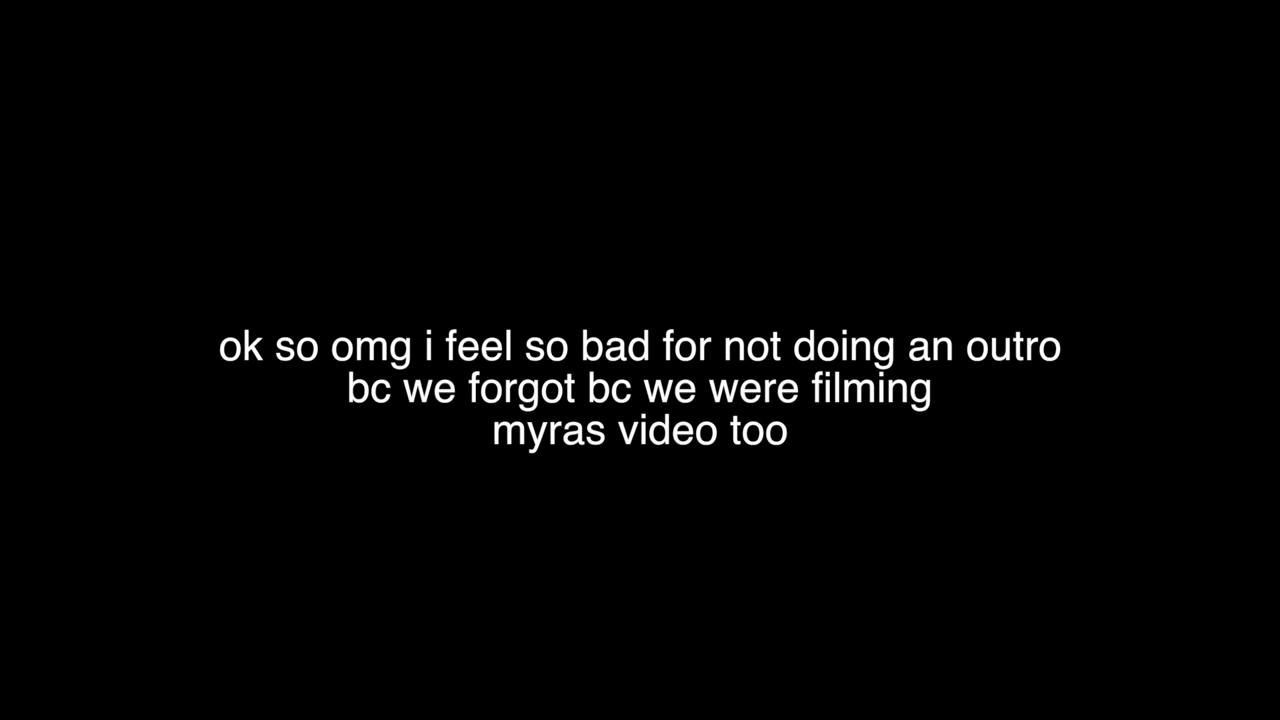 ok so omg i feel so bad for not doing an outro
bc we forgot bc we were filming
myras video too